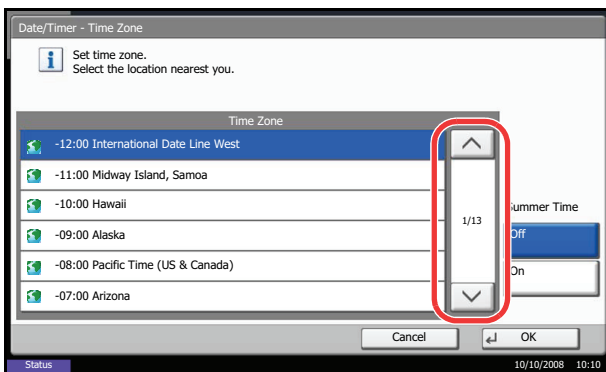 Date/Timer - Time Zone
Set time zone.
Select the location nearest you.
Time Zone
-12:00 International Date Line West
-11:00 Midway Island, Samoa
-10:00 Hawaii
-09:00 Alaska
-08:00 Pacific Time (US & Canada)
-07:00 Arizona
1/13
Summer Time
Off
On
Cancel
OK
Status
10/10/2008 10:10